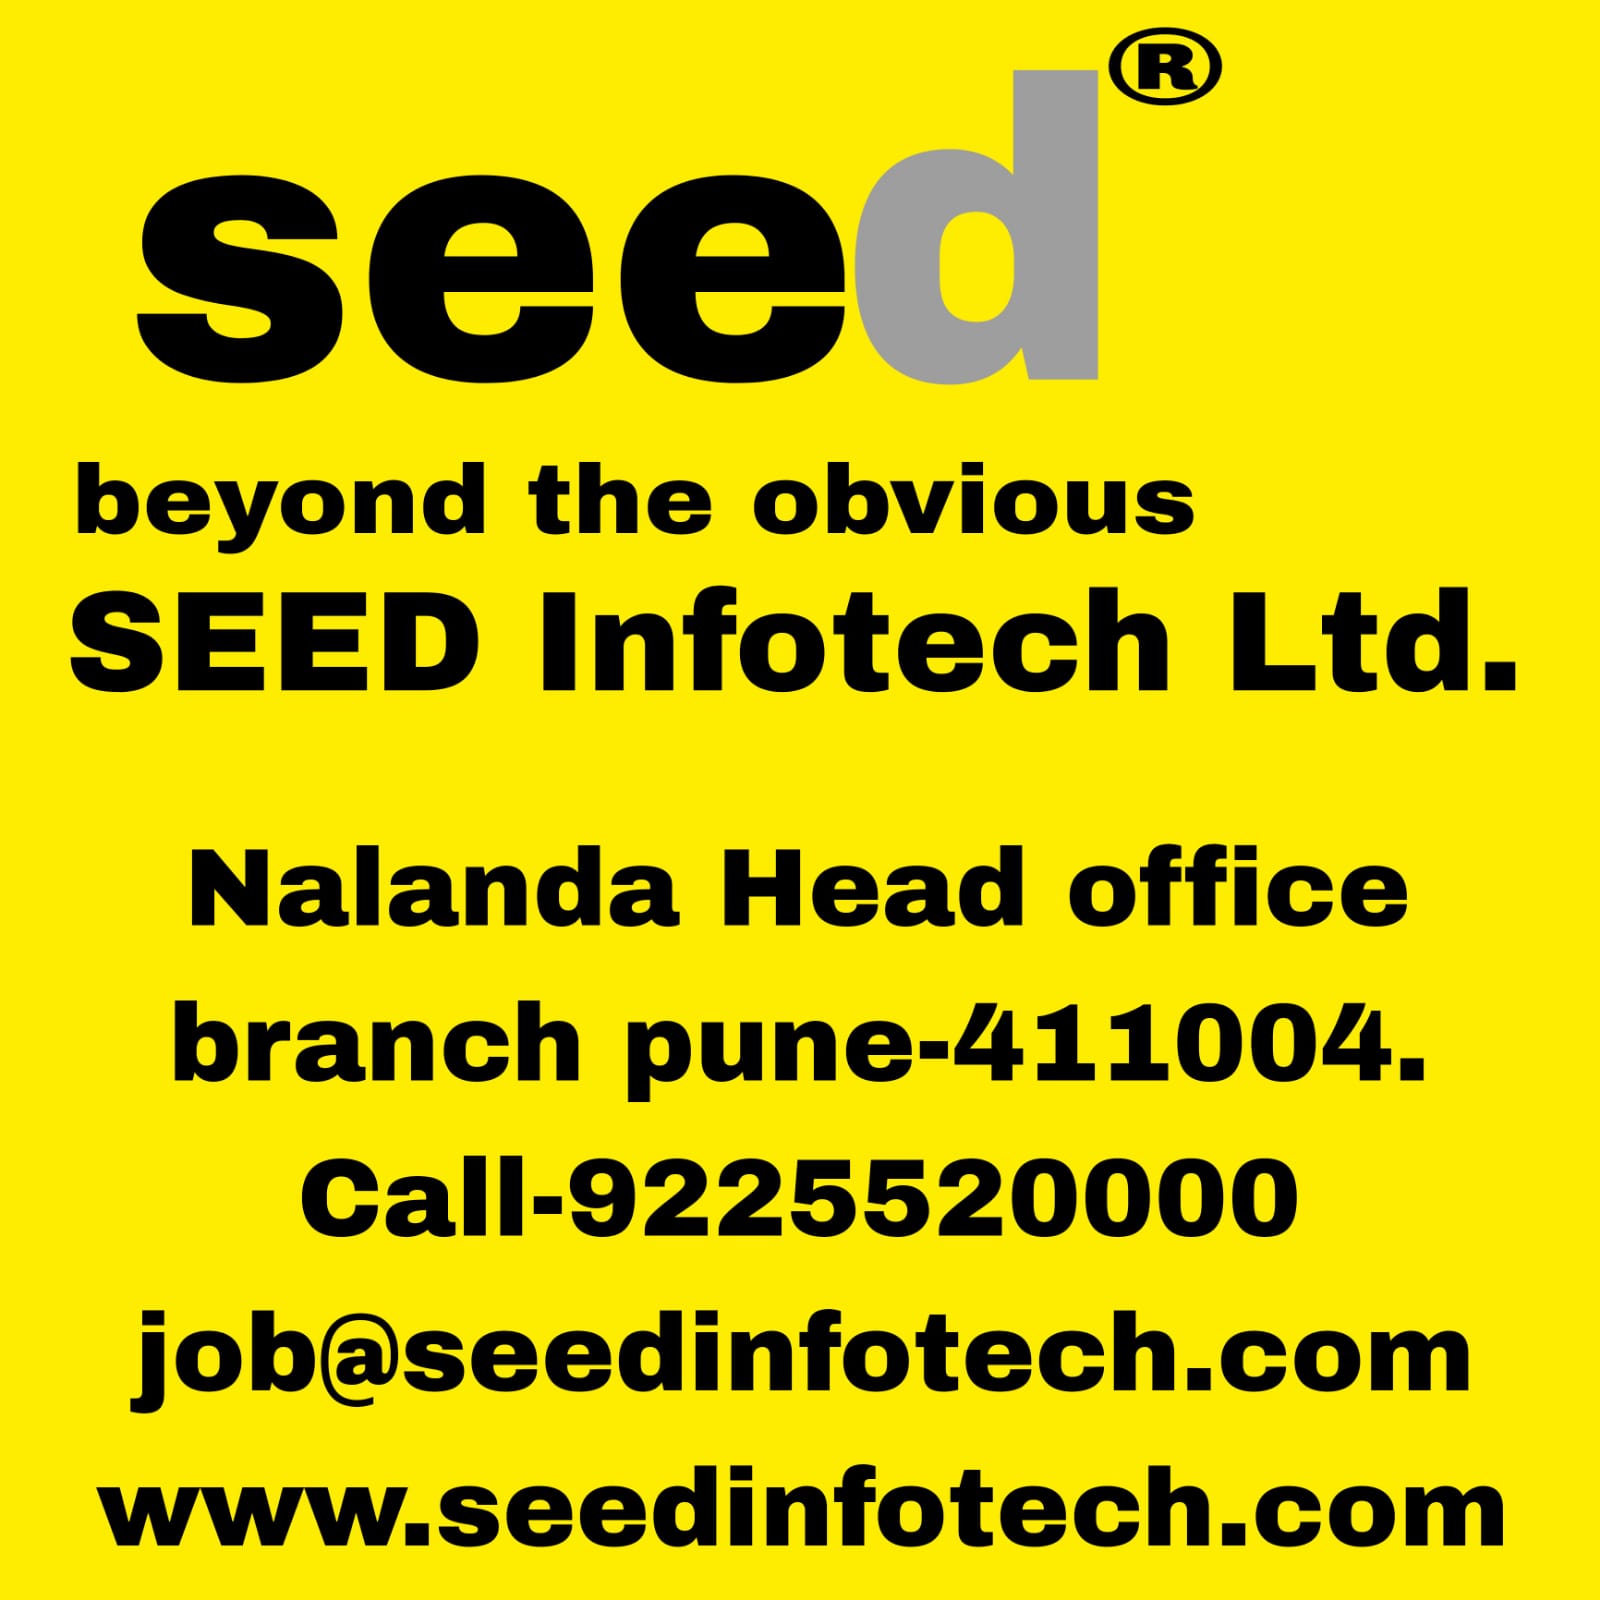 seed®
beyond the obvious
SEED Infotech Ltd.
Nalanda Head office
branch pune-411004.
Call-9225520000
job@seedinfotech.com
www.seedinfotech.com